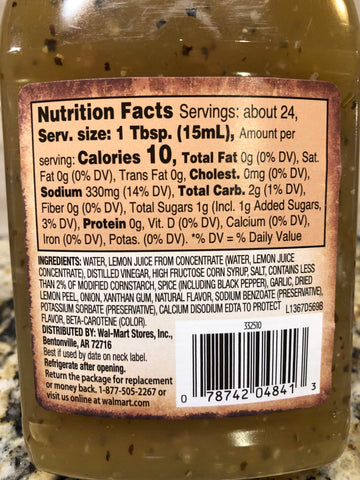 Nutrition Facts Servings: about 24,
Serv. size: 1 Tbsp. (15mL), Amount per
serving: Calories 10, Total Fat 0g (0% DV), Sat.
Fat 0g (0% DV), Trans Fat 0g, Cholest. 0mg (0% DV),
Sodium 330mg (14% DV), Total Carb. 2g (1% DV),
Fiber 0g (0% DV), Total Sugars 1g (Incl. 1g Added Sugars,
3% DV), Protein 0g, Vit. D (0% DV), Calcium (0% DV),
Iron (0% DV), Potas. (0% DV). *% DV = % Daily Value
INGREDIENTS: WATER, LEMON JUICE FROM CONCENTRATE (WATER, LEMON JUICE
CONCENTRATE), DISTILLED VINEGAR, HIGH FRUCTOSE CORN SYRUP, SALT, CONTAINS LESS
THAN 2% OF MODIFIED CORNSTARCH, SPICE (INCLUDING BLACK PEPPER), GARLIC, DRIED
LEMON PEEL, ONION, XANTHAN GUM, NATURAL FLAVOR, SODIUM BENZOATE (PRESERVATIVE),
POTASSIUM SORBATE (PRESERVATIVE), CALCIUM DISODIUM EDTA TO PROTECT
FLAVOR, BETA-CAROTENE (COLOR).
L1367D569B
DISTRIBUTED BY: Wal-Mart Stores, Inc.,
Bentonville, AR 72716
Best if used by date on neck label.
Refrigerate after opening.
Return the package for replacement
or money back. 1-877-505-2267 or
visit us online at walmart.com.
332510
0 78742 04841 3